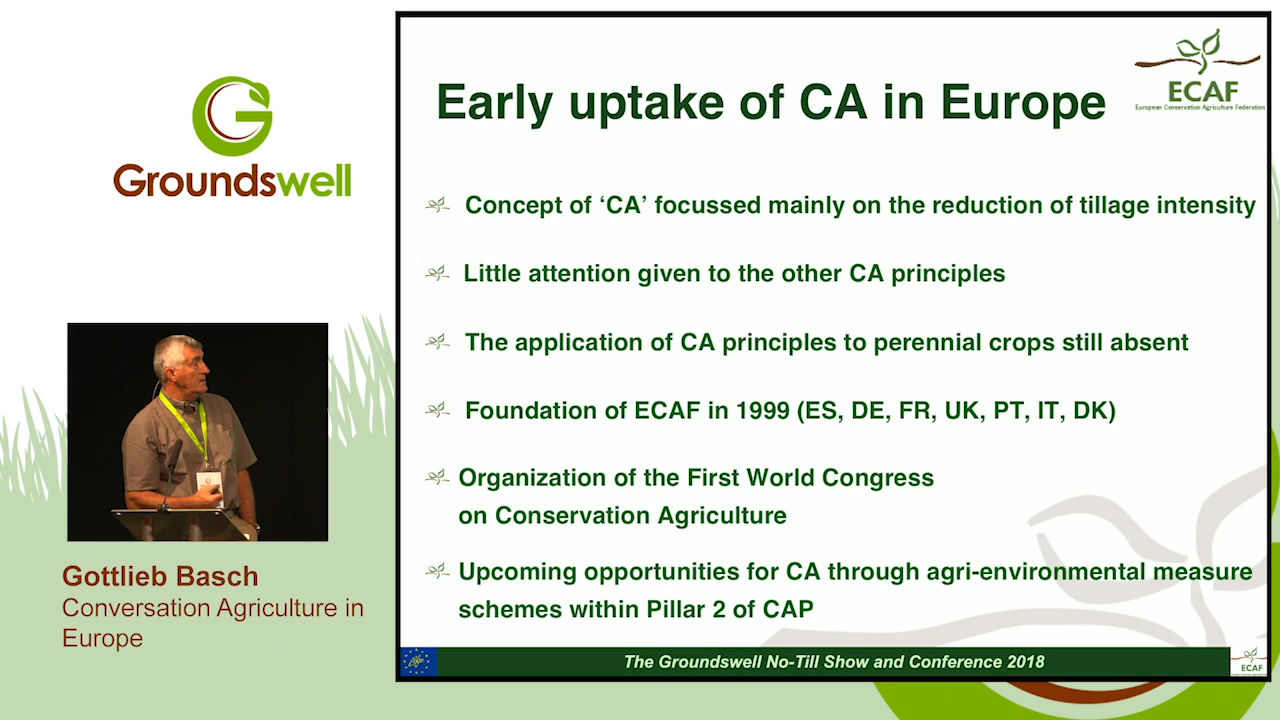 Groundswell
Gottlieb Basch
Conversation Agriculture in
Europe
ECAF
European Conservation Agriculture Federation
Early uptake of CA in Europe
Concept of ‘CA’ focussed mainly on the reduction of tillage intensity
Little attention given to the other CA principles
The application of CA principles to perennial crops still absent
Foundation of ECAF in 1999 (ES, DE, FR, UK, PT, IT, DK)
Organization of the First World Congress
on Conservation Agriculture
Upcoming opportunities for CA through agri-environmental measure
schemes within Pillar 2 of CAP
life
The Groundswell No-Till Show and Conference 2018
ECAF